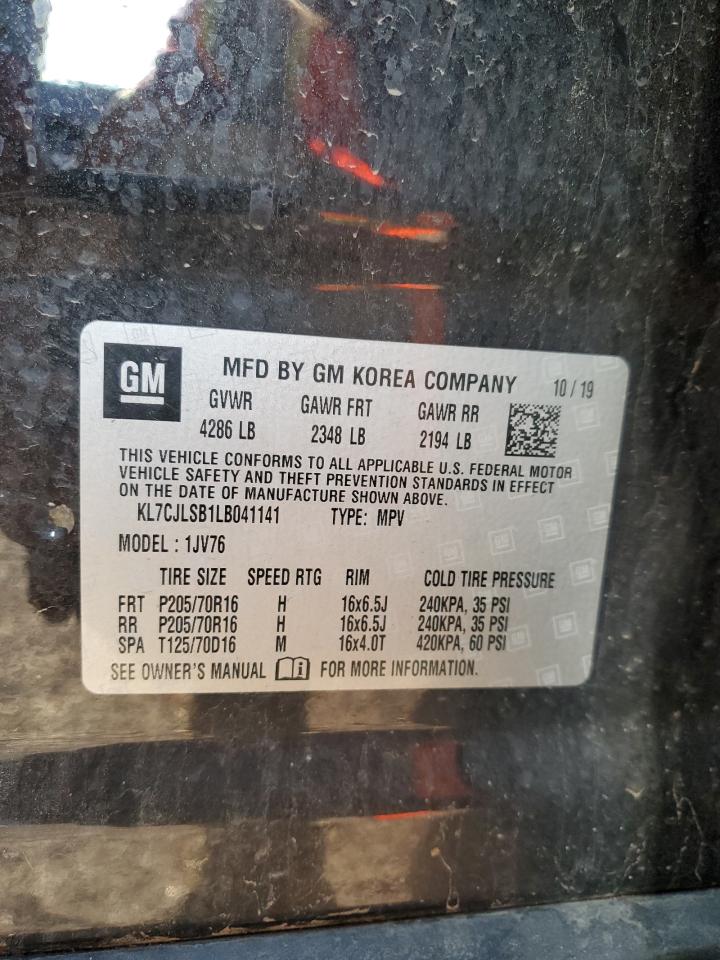 GM
MFD BY GM KOREA COMPANY 10 / 19
GVWR GAWR FRT GAWR RR
4286 LB 2348 LB 2194 LB
THIS VEHICLE CONFORMS TO ALL APPLICABLE U.S. FEDERAL MOTOR
VEHICLE SAFETY AND THEFT PREVENTION STANDARDS IN EFFECT
ON THE DATE OF MANUFACTURE SHOWN ABOVE.
KL7CJLSB1LB041141 TYPE: MPV
MODEL : 1JV76
TIRE SIZE SPEED RTG RIM COLD TIRE PRESSURE
FRT P205/70R16 H 16x6.5J 240KPA, 35 PSI
RR P205/70R16 H 16x6.5J 240KPA, 35 PSI
SPA T125/70D16 M 16x4.0T 420KPA, 60 PSI
SEE OWNER'S MANUAL i FOR MORE INFORMATION.